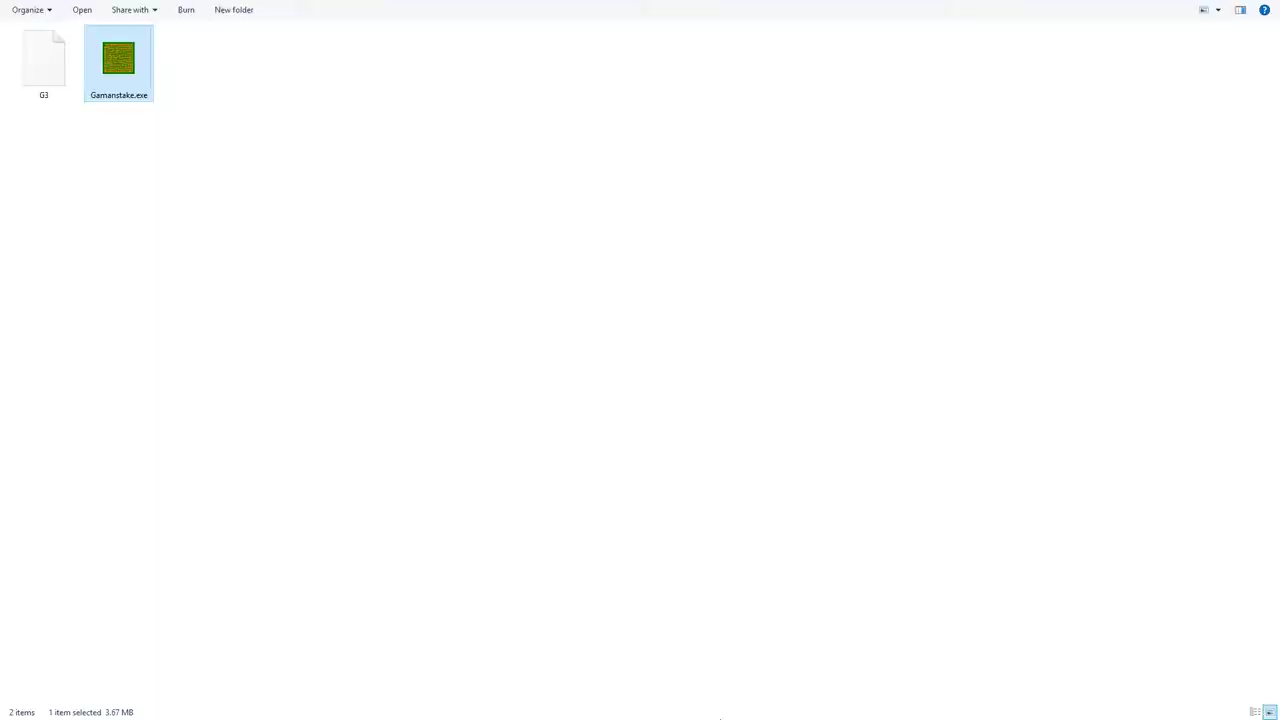 Organize Open Share with Burn New folder
G3 Gamanstake.exe
2 items 1 item selected 3.67 MB